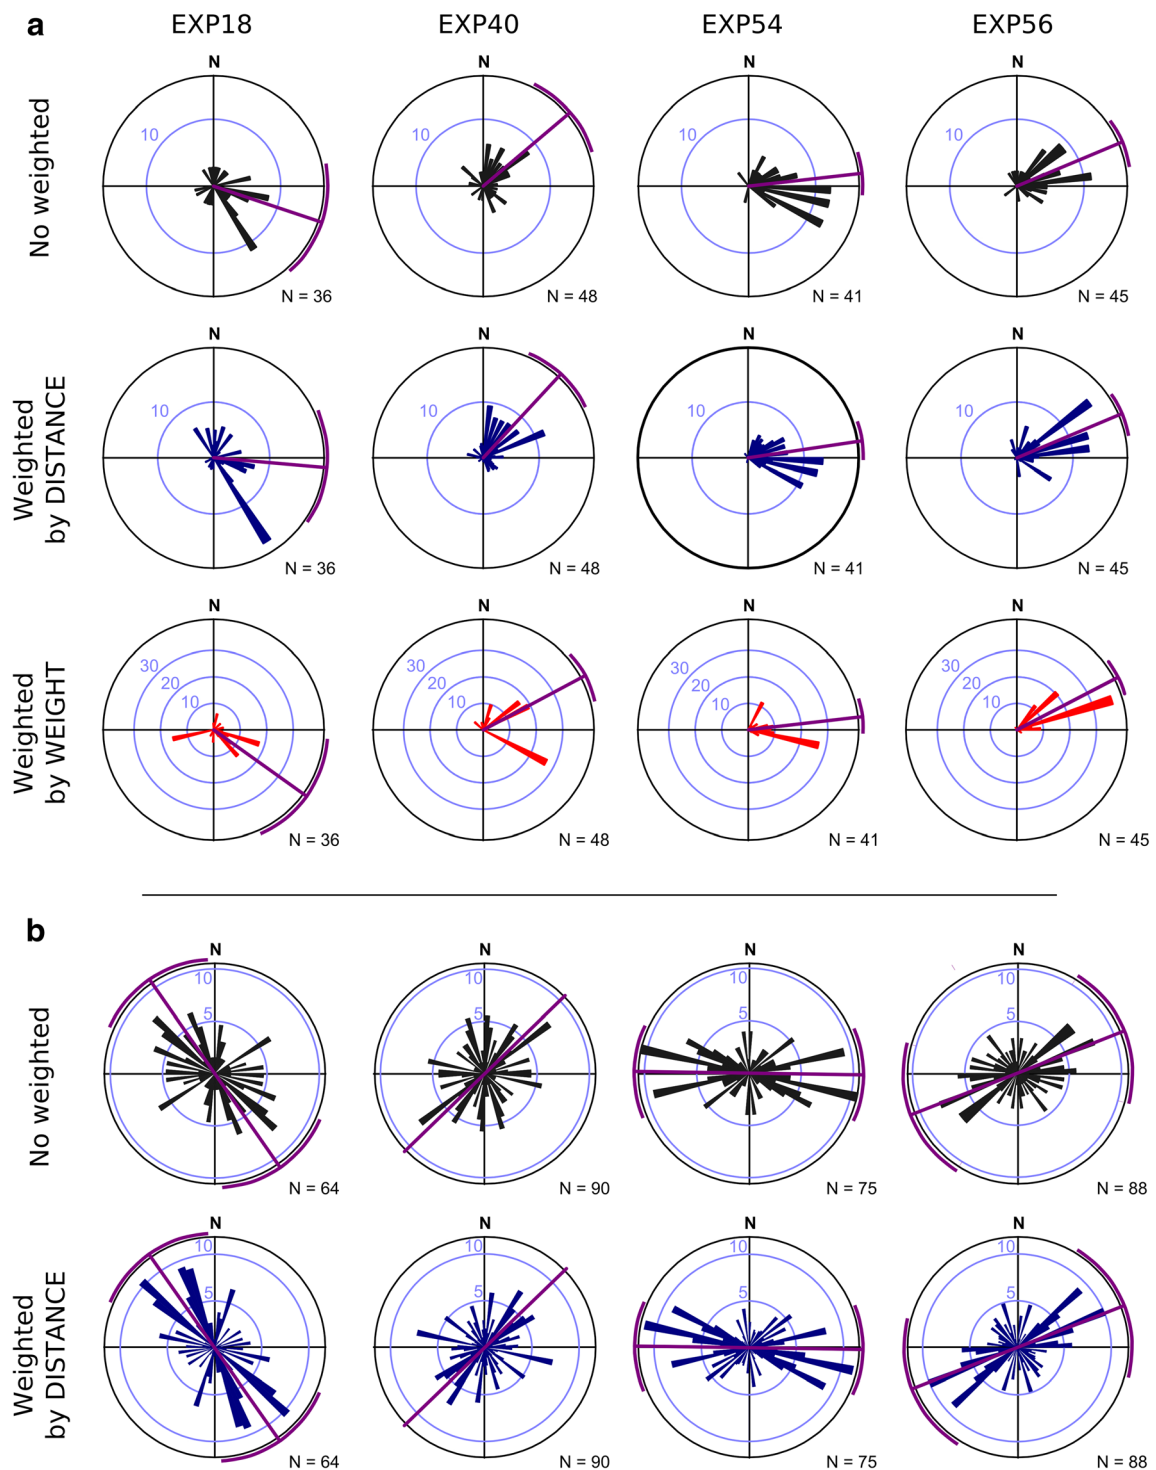 a
EXP18 EXP40 EXP54 EXP56
No weighted
N N N N
10 10 10 10
N = 36 N = 48 N = 41 N = 45
Weighted
by DISTANCE
N N N N
10 10 10 10
N = 36 N = 48 N = 41 N = 45
Weighted
by WEIGHT
N N N N
30 30 30 30
20 20 20 20
10 10 10 10
N = 36 N = 48 N = 41 N = 45
b
No weighted
N N N N
10 10 10 10
5 5 5 5
N = 64 N = 90 N = 75 N = 88
Weighted
by DISTANCE
N N N N
10 10 10 10
5 5 5 5
N = 64 N = 90 N = 75 N = 88